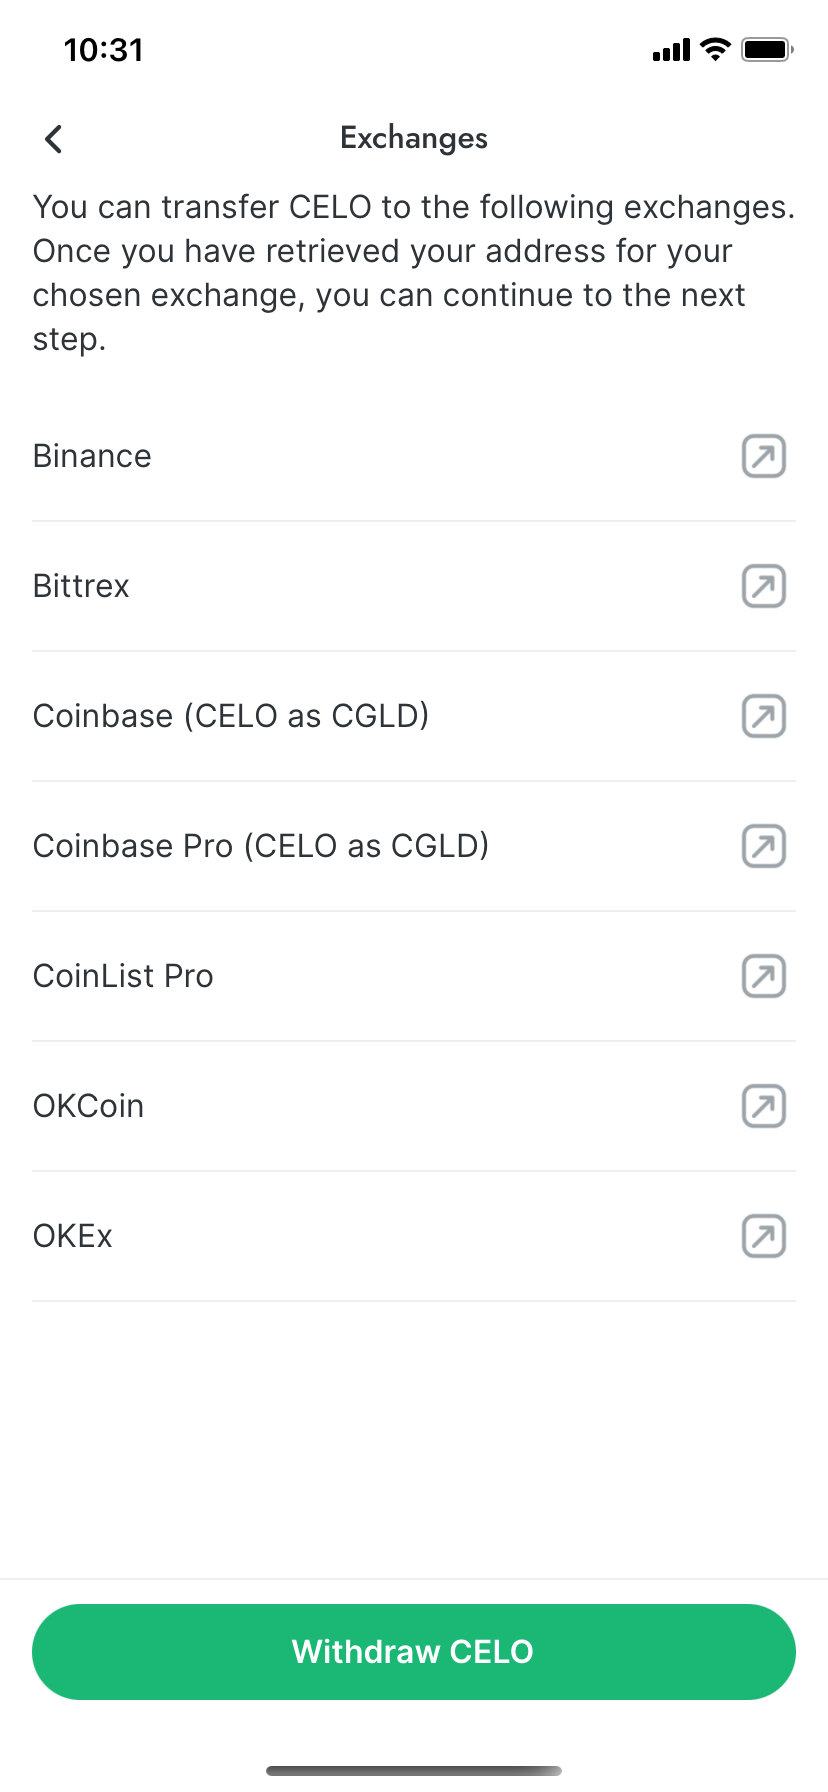 10:31
Exchanges
You can transfer CELO to the following exchanges.
Once you have retrieved your address for your
chosen exchange, you can continue to the next
step.
Binance
Bittrex
Coinbase (CELO as CGLD)
Coinbase Pro (CELO as CGLD)
CoinList Pro
OKCoin
OKEx
Withdraw CELO